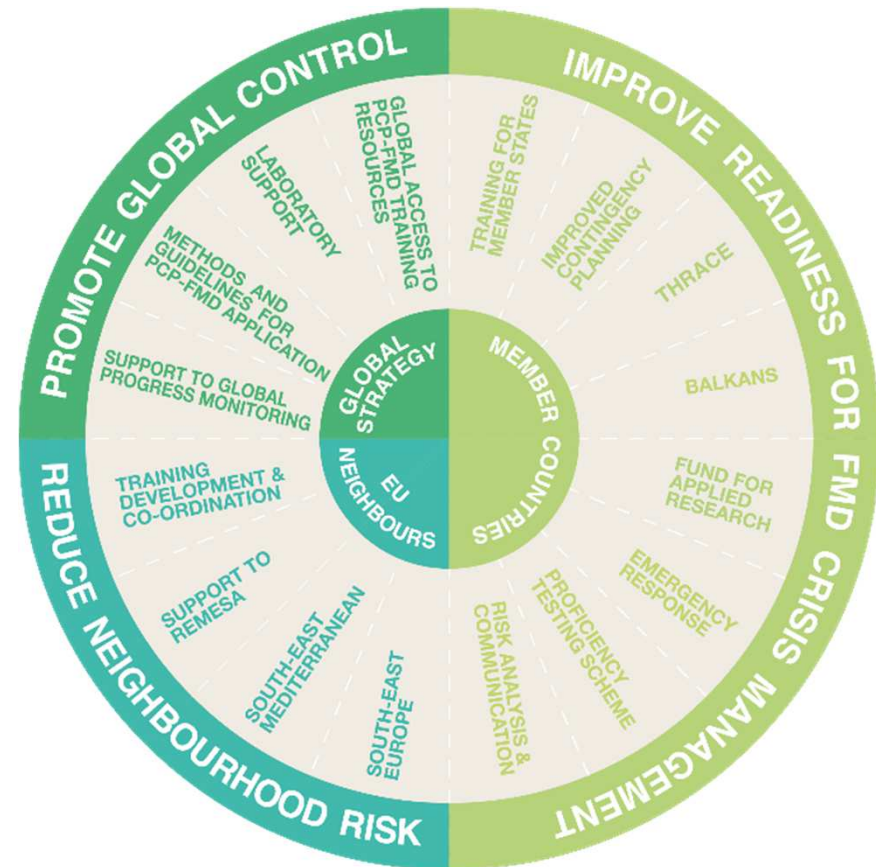 PROMOTE GLOBAL CONTROL
IMPROVE READINESS FOR FMD CRISIS MANAGEMENT
REDUCE NEIGHBOURHOOD RISK
GLOBAL
STRATEGY
MEMBER COUNTRIES
EU
NEIGHBOURS
GLOBAL ACCESS TO
PCP-FMD TRAINING
RESOURCES
LABORATORY
SUPPORT
METHODS AND
GUIDELINES FOR
PCP-FMD APPLICATION
SUPPORT TO GLOBAL
PROGRESS MONITORING
TRAINING FOR
MEMBER STATES
IMPROVED
CONTINGENCY
PLANNING
THRACE
BALKANS
FUND FOR
APPLIED
RESEARCH
EMERGENCY
RESPONSE
PROFICIENCY
TESTING SCHEME
RISK ANALYSIS &
COMMUNICATION
TRAINING
DEVELOPMENT &
CO-ORDINATION
SUPPORT TO
REMESA
SOUTH-EAST
MEDITERRANEAN
SOUTH-EAST
EUROPE